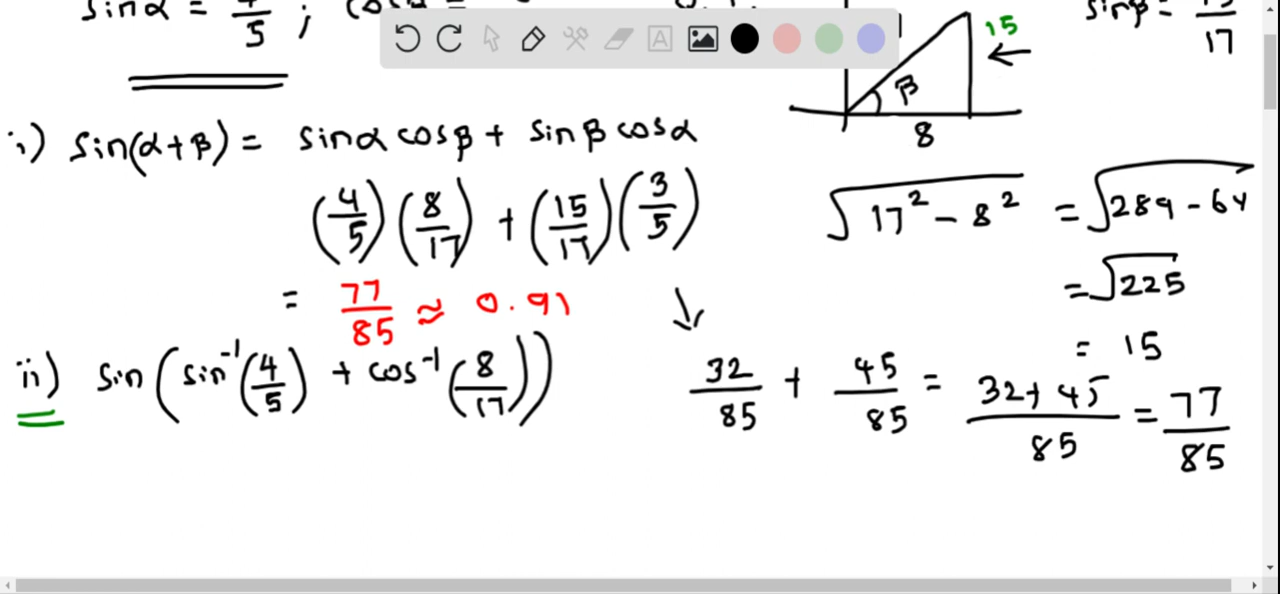 sinα = 4/5 ;
sinβ = 15/17
15
β
8
i) sin(α+β) = sinα cosβ + sinβ cosα
(4/5)(8/17) + (15/17)(3/5)
= 77/85 ≈ 0.91
√17² − 8² = √289 − 64
= √225
= 15
ii) sin(sin⁻¹(4/5) + cos⁻¹(8/17))
32/85 + 45/85 = 32+45/85 = 77/85